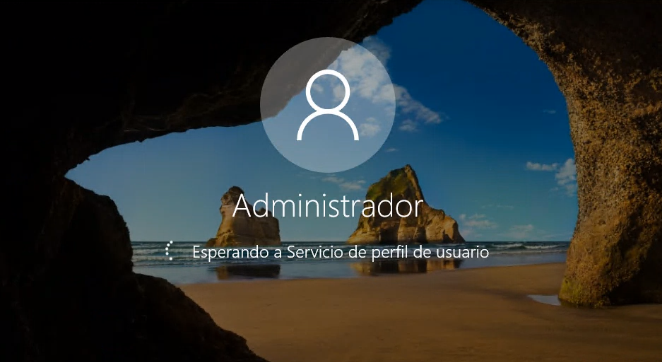 Administrador
Esperando a Servicio de perfil de usuario